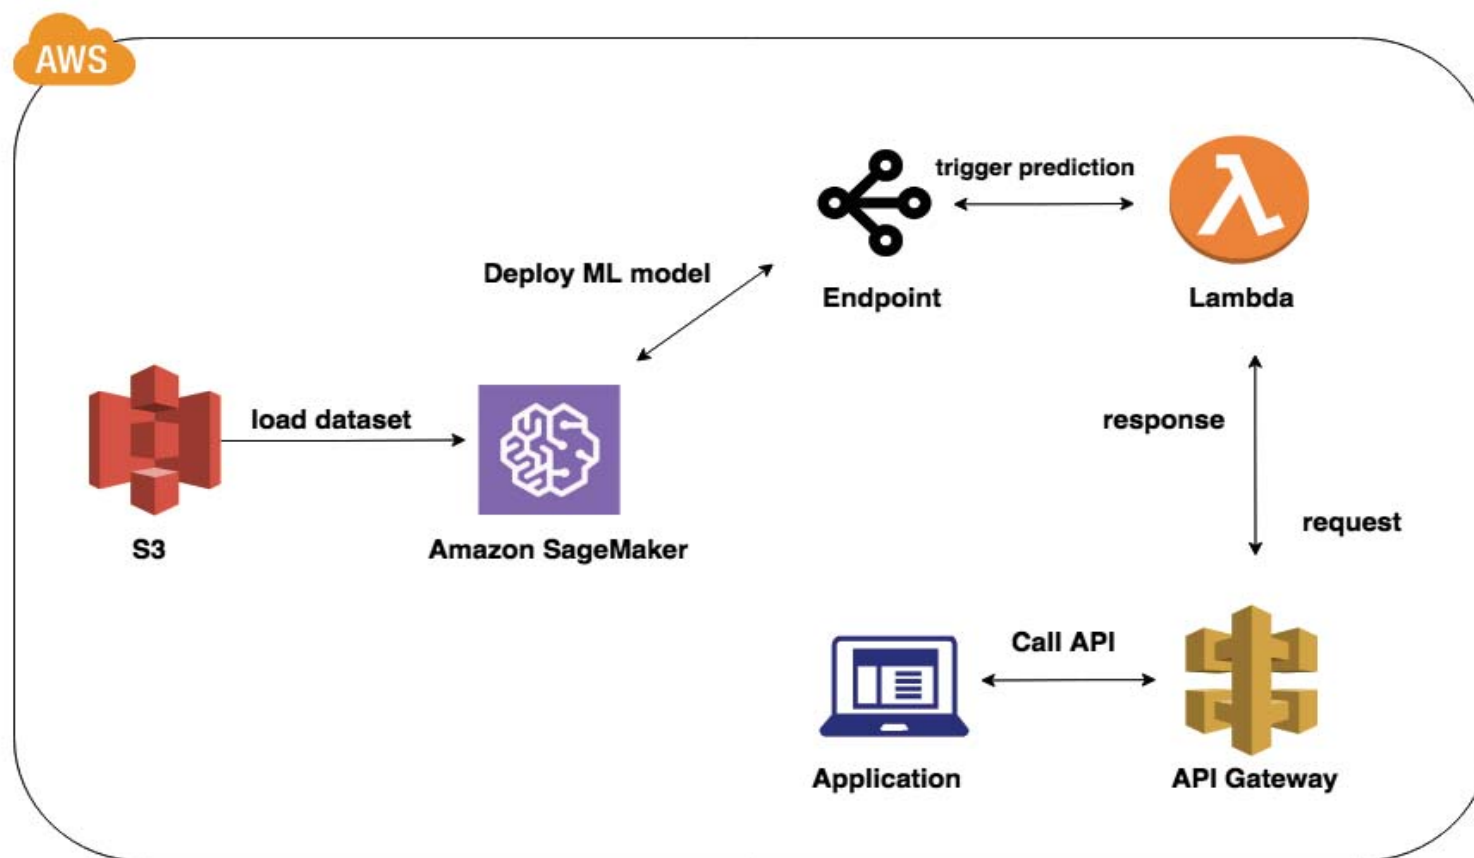 AWS
trigger prediction
Deploy ML model
Endpoint
Lambda
load dataset
response
request
S3
Amazon SageMaker
Call API
Application
API Gateway